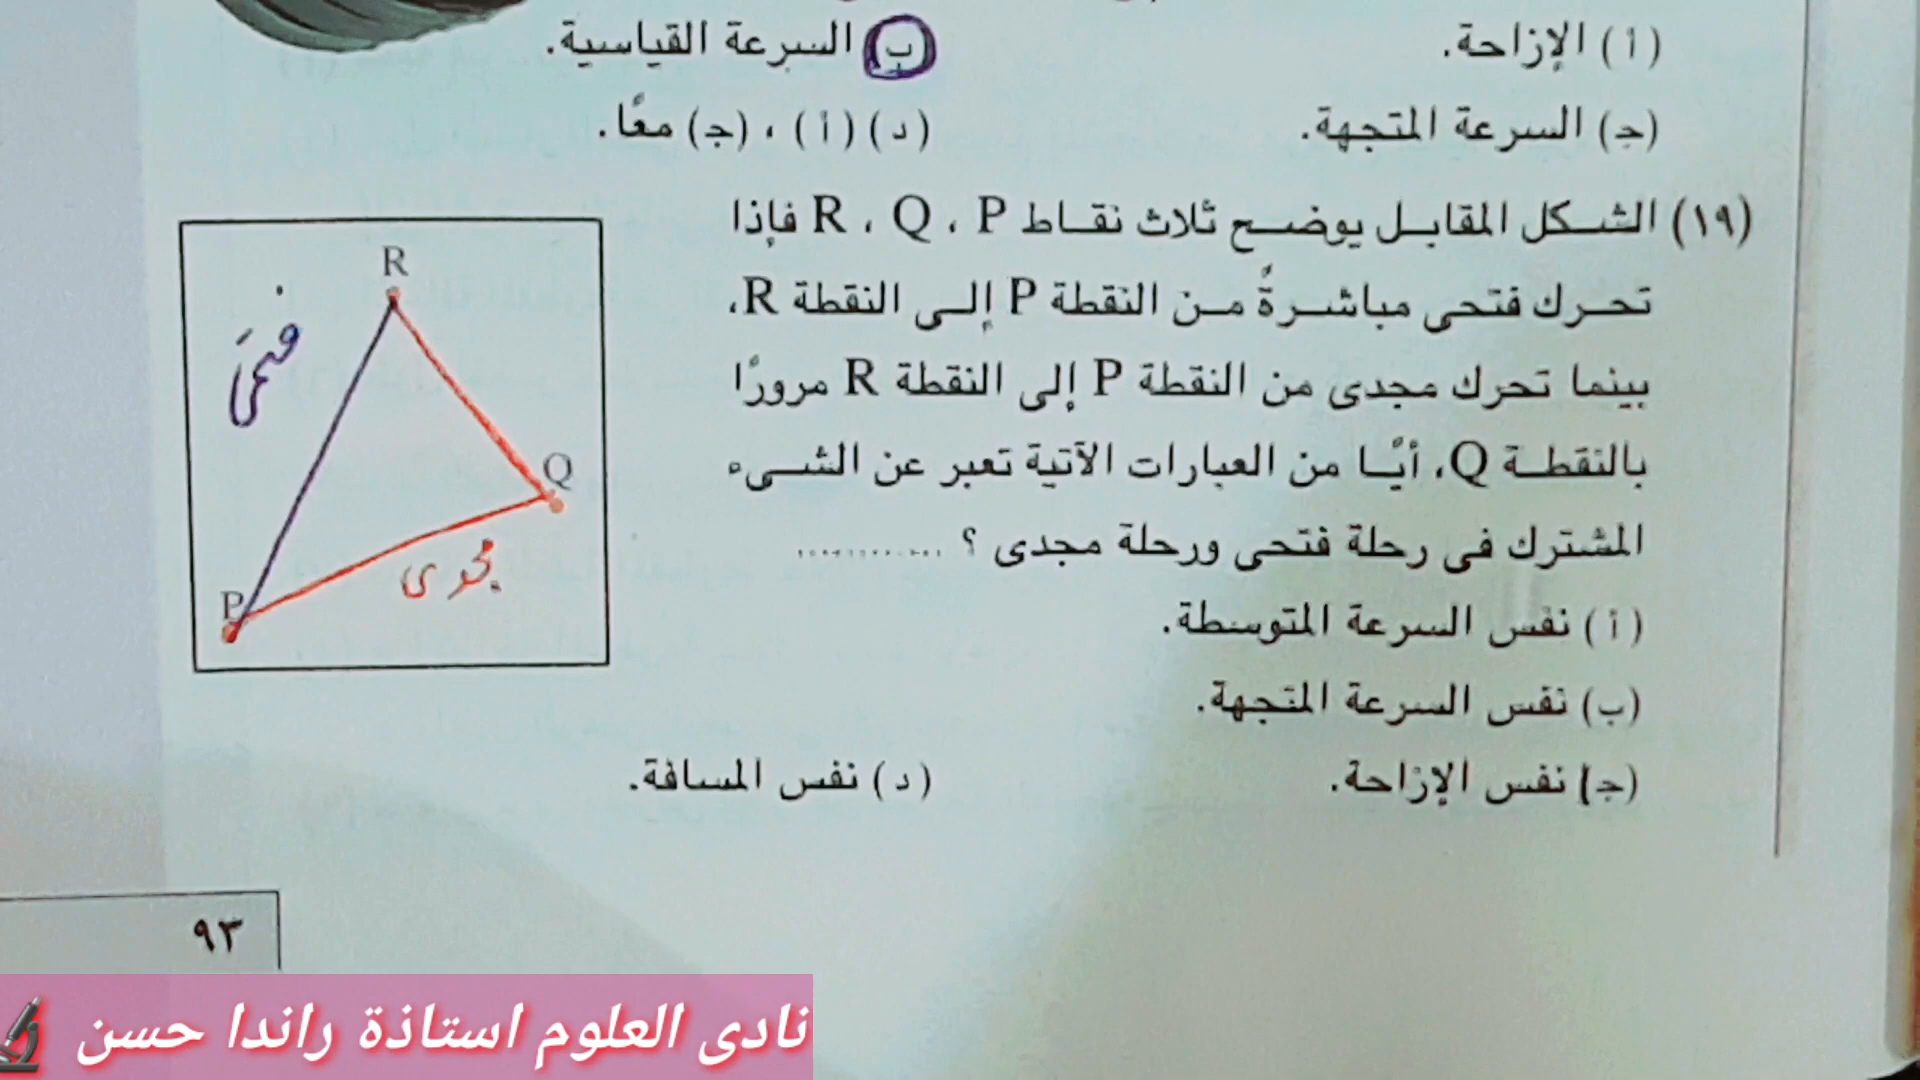 (أ) الإزاحة.
(ب) السرعة القياسية.
(جـ) السرعة المتجهة.
(د) (أ) ، (جـ) معًا.
(١٩) الشكل المقابل يوضح ثلاث نقاط R ، Q ، P فإذا
تحرك فتحى مباشرةً من النقطة P إلى النقطة R،
بينما تحرك مجدى من النقطة P إلى النقطة R مرورًا
بالنقطة Q، أيًا من العبارات الآتية تعبر عن الشىء
المشترك فى رحلة فتحى ورحلة مجدى ؟ ..............
(أ) نفس السرعة المتوسطة.
(ب) نفس السرعة المتجهة.
(جـ) نفس الإزاحة.
(د) نفس المسافة.
R
فتحى
Q
مجدى
P
٩٣
نادى العلوم استاذة راندا حسن